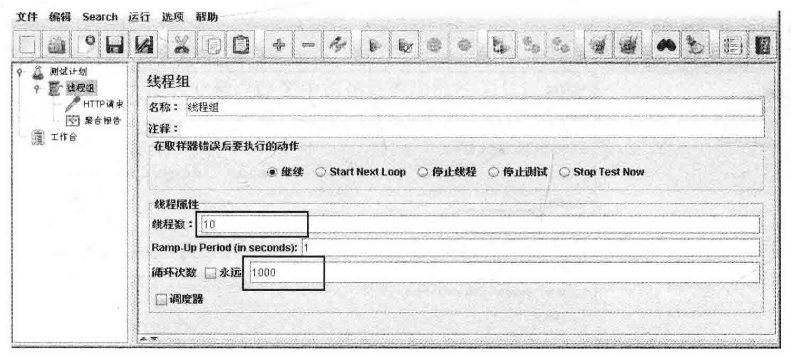 文件 编辑 Search 运行 选项 帮助
测试计划
线程组
HTTP请求
聚合报告
工作台
线程组
名称： 线程组
注释：
在取样器错误后要执行的动作
继续 Start Next Loop 停止线程 停止测试 Stop Test Now
线程属性
线程数： 10
Ramp-Up Period (in seconds): 1
循环次数 永远 1000
调度器